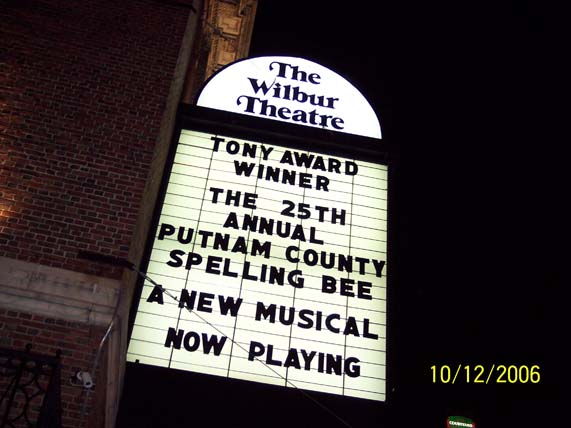 The
Wilbur
Theatre
TONY AWARD
WINNER
THE 25TH
ANNUAL
PUTNAM COUNTY
SPELLING BEE
A NEW MUSICAL
NOW PLAYING
10/12/2006
COURTYARD